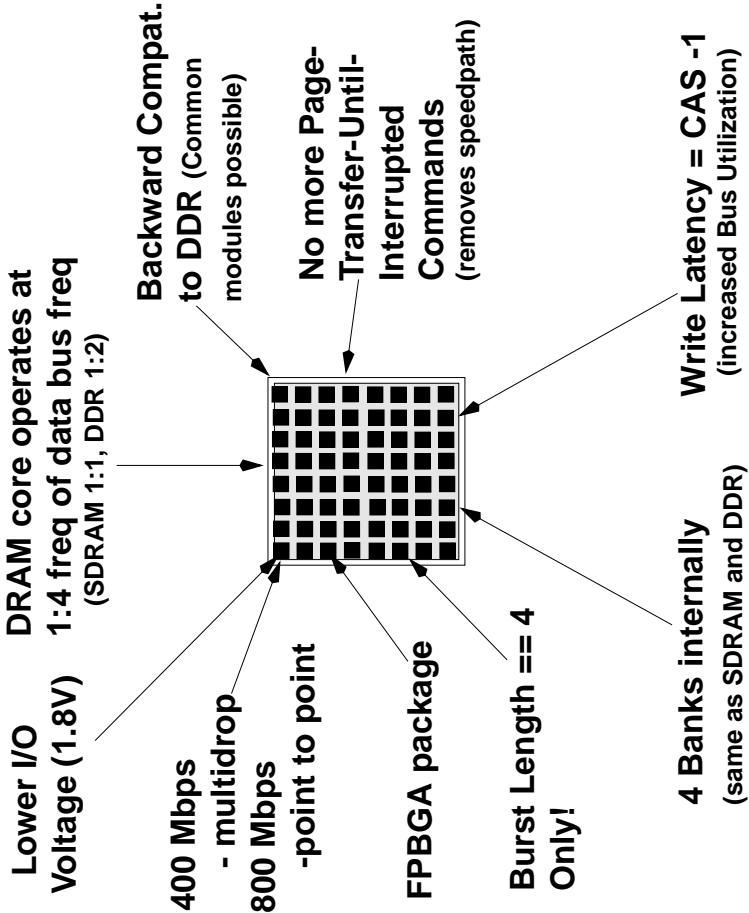 Lower I/O
Voltage (1.8V)
DRAM core operates at
1:4 freq of data bus freq
(SDRAM 1:1, DDR 1:2)
Backward Compat.
to DDR (Common
modules possible)
400 Mbps
- multidrop
800 Mbps
-point to point
No more Page-
Transfer-Until-
Interrupted
Commands
(removes speedpath)
FPBGA package
Burst Length == 4
Only!
4 Banks internally
(same as SDRAM and DDR)
Write Latency = CAS -1
(increased Bus Utilization)